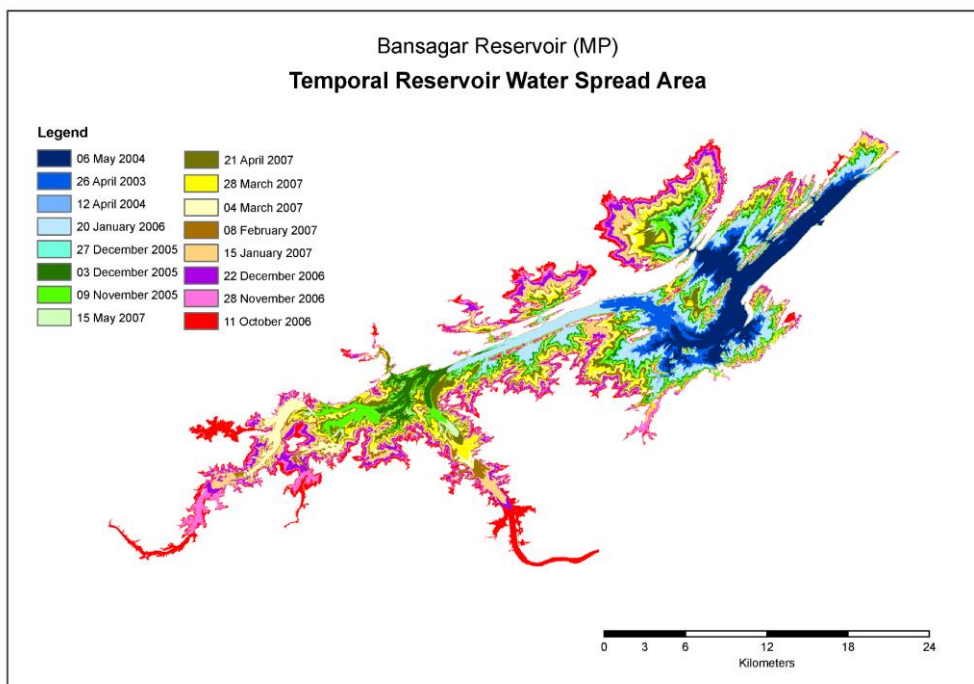 Bansagar Reservoir (MP)
Temporal Reservoir Water Spread Area
Legend
06 May 2004
26 April 2003
12 April 2004
20 January 2006
27 December 2005
03 December 2005
09 November 2005
15 May 2007
21 April 2007
28 March 2007
04 March 2007
08 February 2007
15 January 2007
22 December 2006
28 November 2006
11 October 2006
0 3 6 12 18 24
Kilometers